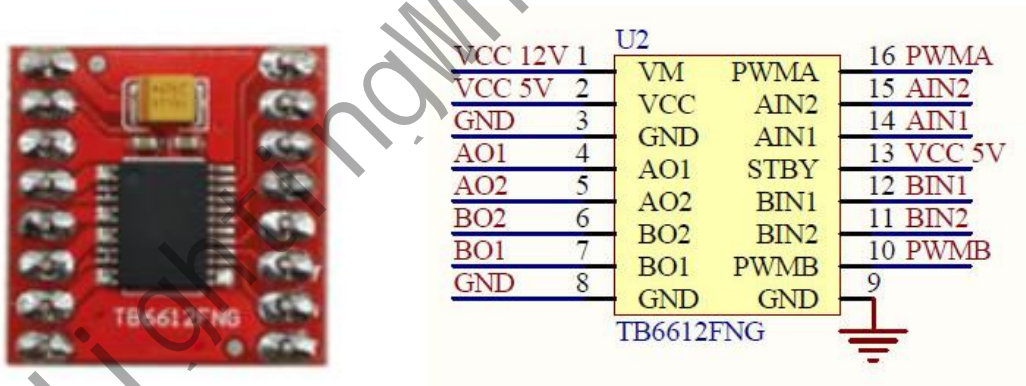 TB6612FNG
U2
VCC 12V 1 VM PWMA 16 PWMA
VCC 5V 2 VCC AIN2 15 AIN2
GND 3 GND AIN1 14 AIN1
AO1 4 AO1 STBY 13 VCC 5V
AO2 5 AO2 BIN1 12 BIN1
BO2 6 BO2 BIN2 11 BIN2
BO1 7 BO1 PWMB 10 PWMB
GND 8 GND GND 9
TB6612FNG